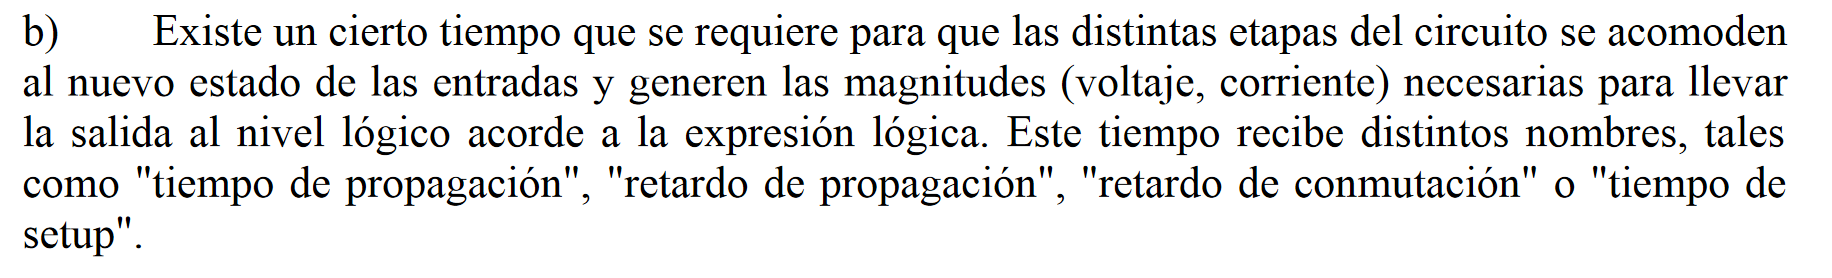 b) Existe un cierto tiempo que se requiere para que las distintas etapas del circuito se acomoden
al nuevo estado de las entradas y generen las magnitudes (voltaje, corriente) necesarias para llevar
la salida al nivel lógico acorde a la expresión lógica. Este tiempo recibe distintos nombres, tales
como "tiempo de propagación", "retardo de propagación", "retardo de conmutación" o "tiempo de
setup".